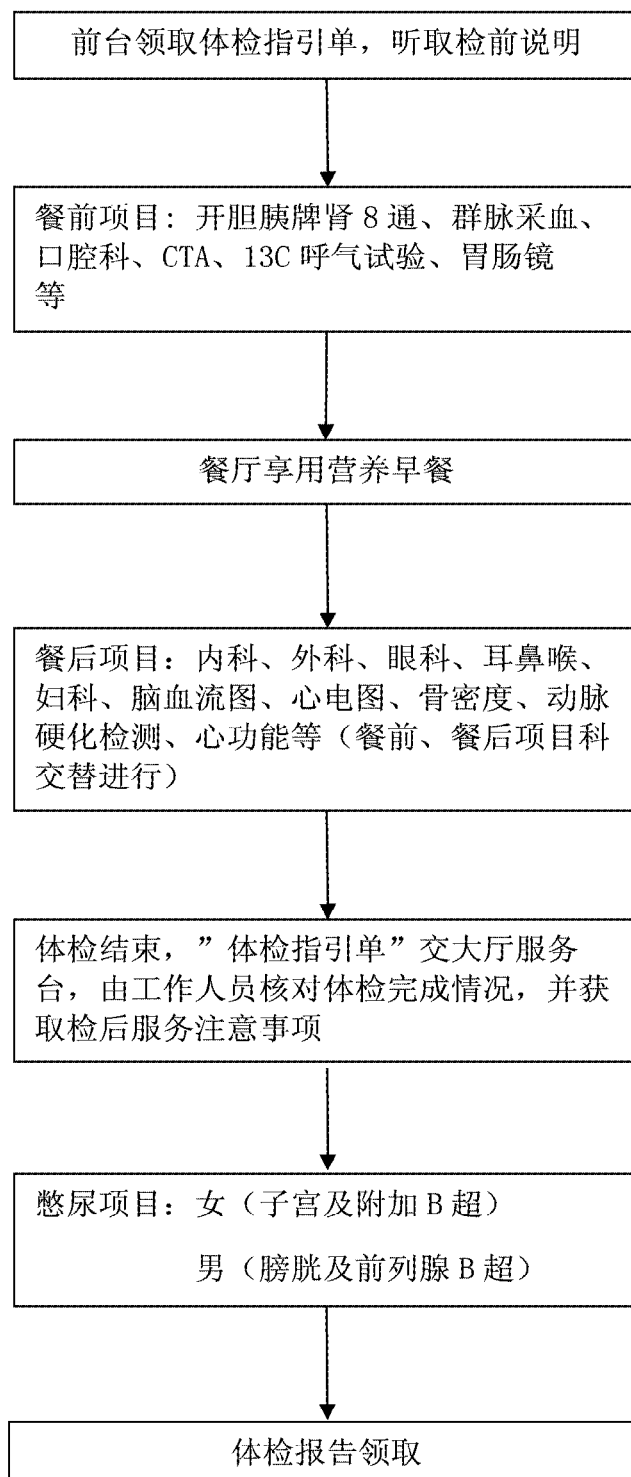 前台领取体检指引单，听取检前说明
餐前项目：开胆胰牌肾 8 通、群脉采血、
口腔科、CTA、13C 呼气试验、胃肠镜
等
餐厅享用营养早餐
餐后项目：内科、外科、眼科、耳鼻喉、
妇科、脑血流图、心电图、骨密度、动脉
硬化检测、心功能等（餐前、餐后项目科
交替进行）
体检结束，”体检指引单”交大厅服务
台，由工作人员核对体检完成情况，并获
取检后服务注意事项
憋尿项目：女（子宫及附加 B 超）
男（膀胱及前列腺 B 超）
体检报告领取